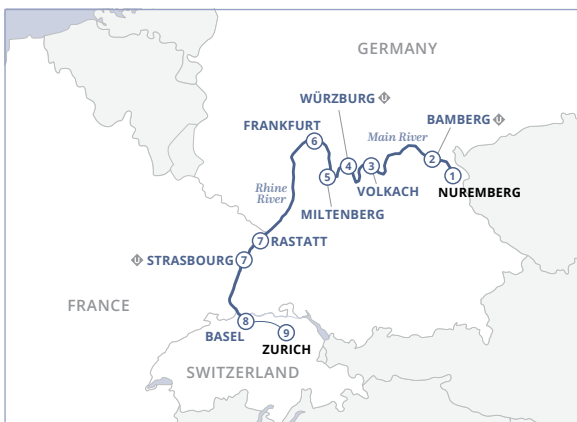 GERMANY
WÜRZBURG U
BAMBERG U
FRANKFURT
Main River
6
4
3
2
5
1
VOLKACH
NUREMBERG
Rhine
River
MILTENBERG
7
RASTATT
U STRASBOURG
7
FRANCE
8
BASEL
9
ZURICH
SWITZERLAND